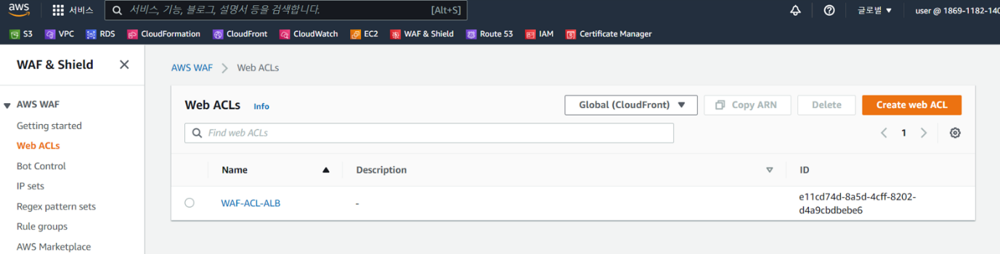 aws
서비스
서비스, 기능, 블로그, 설명서 등을 검색합니다.
[Alt+S]
글로벌 ▼
user @ 1869-1182-140
S3 VPC RDS CloudFormation CloudFront CloudWatch EC2 WAF & Shield Route 53 IAM Certificate Manager
WAF & Shield
AWS WAF
Getting started
Web ACLs
Bot Control
IP sets
Regex pattern sets
Rule groups
AWS Marketplace
AWS WAF > Web ACLs
Web ACLs Info
Global (CloudFront) ▼
Copy ARN
Delete
Create web ACL
Find web ACLs
< 1 >
Name ▲ Description ▽ ID
WAF-ACL-ALB - e11cd74d-8a5d-4cff-8202-
d4a9cbdbebe6